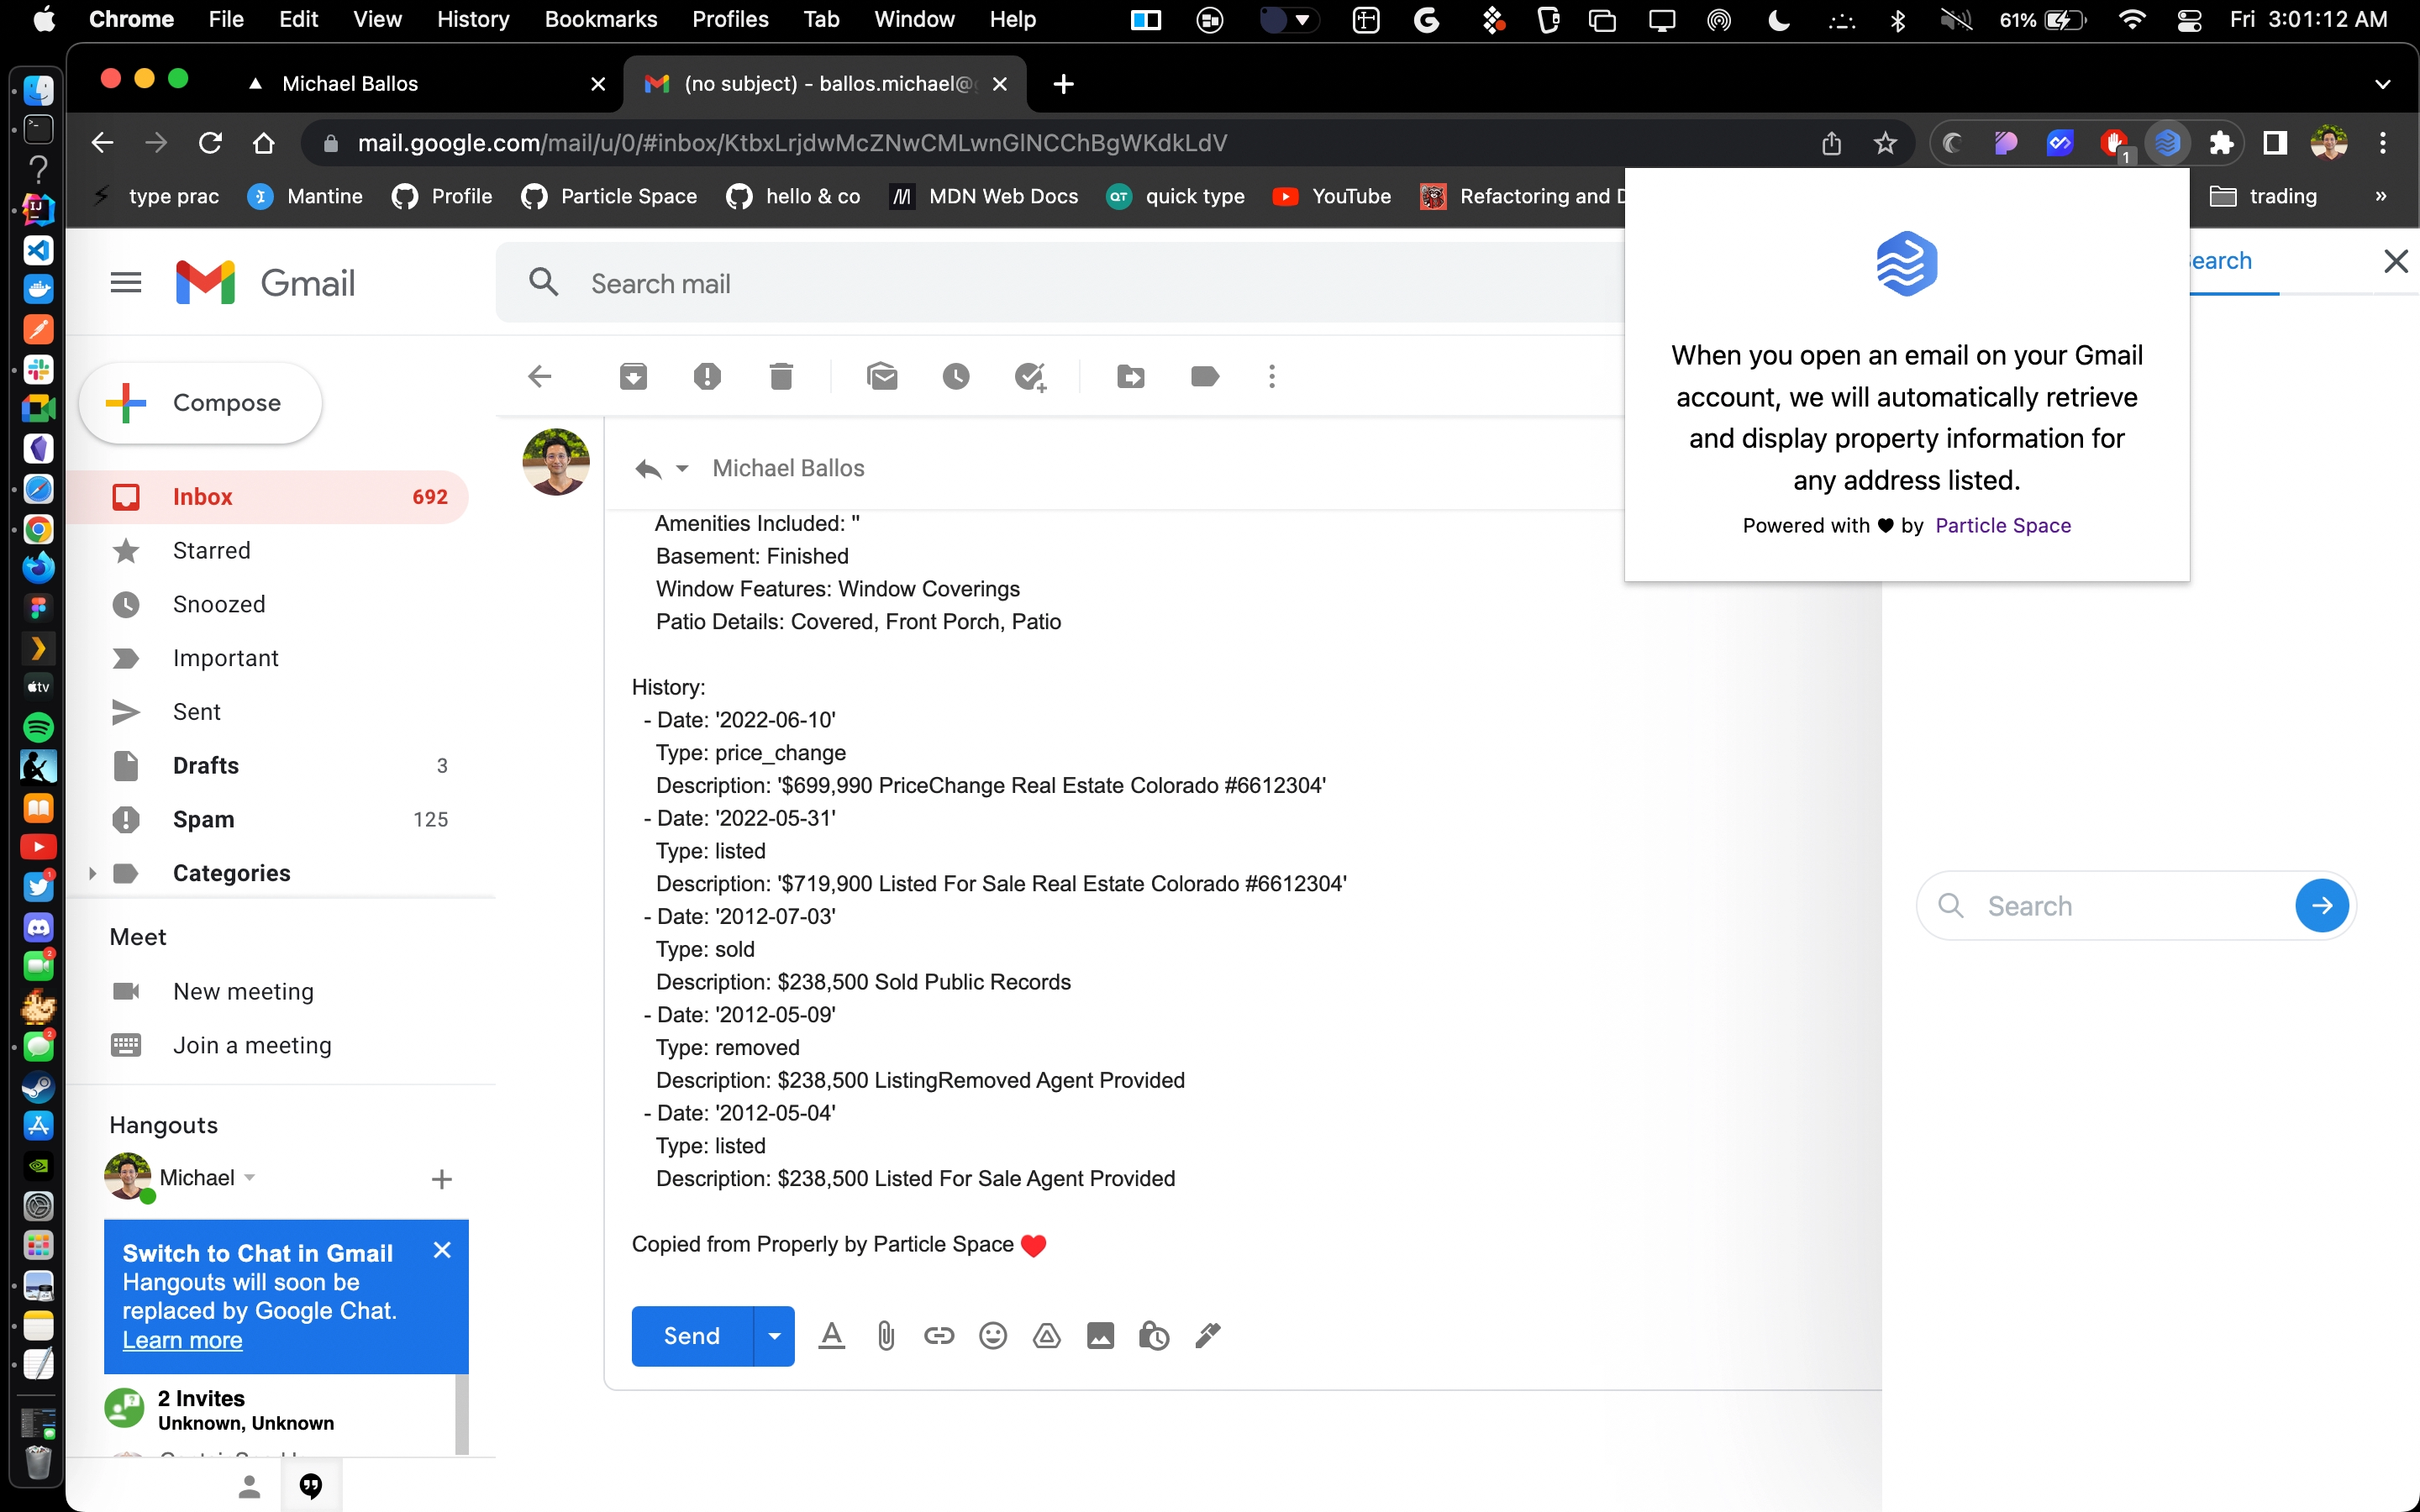 Chrome File Edit View History Bookmarks Profiles Tab Window Help 61% Fri 3:01:12 AM
Michael Ballos
(no subject) - ballos.michael@
mail.google.com/mail/u/0/#inbox/KtbxLrjdwMcZNwCMLwnGlNCChBgWKdkLdV
1
type prac Mantine Profile Particle Space hello & co MDN Web Docs quick type YouTube Refactoring and D trading »
Gmail
Search mail
earch
When you open an email on your Gmail
account, we will automatically retrieve
and display property information for
any address listed.
Powered with ♥ by Particle Space
Compose
Inbox 692
Starred
Snoozed
Important
Sent
Drafts 3
Spam 125
Categories
Meet
New meeting
Join a meeting
Hangouts
Michael
Switch to Chat in Gmail
Hangouts will soon be
replaced by Google Chat.
Learn more
2 Invites
Unknown, Unknown
Michael Ballos
Amenities Included: "
Basement: Finished
Window Features: Window Coverings
Patio Details: Covered, Front Porch, Patio
History:
- Date: '2022-06-10'
Type: price_change
Description: '$699,990 PriceChange Real Estate Colorado #6612304'
- Date: '2022-05-31'
Type: listed
Description: '$719,900 Listed For Sale Real Estate Colorado #6612304'
- Date: '2012-07-03'
Type: sold
Description: $238,500 Sold Public Records
- Date: '2012-05-09'
Type: removed
Description: $238,500 ListingRemoved Agent Provided
- Date: '2012-05-04'
Type: listed
Description: $238,500 Listed For Sale Agent Provided
Copied from Properly by Particle Space ❤️
Send
Search